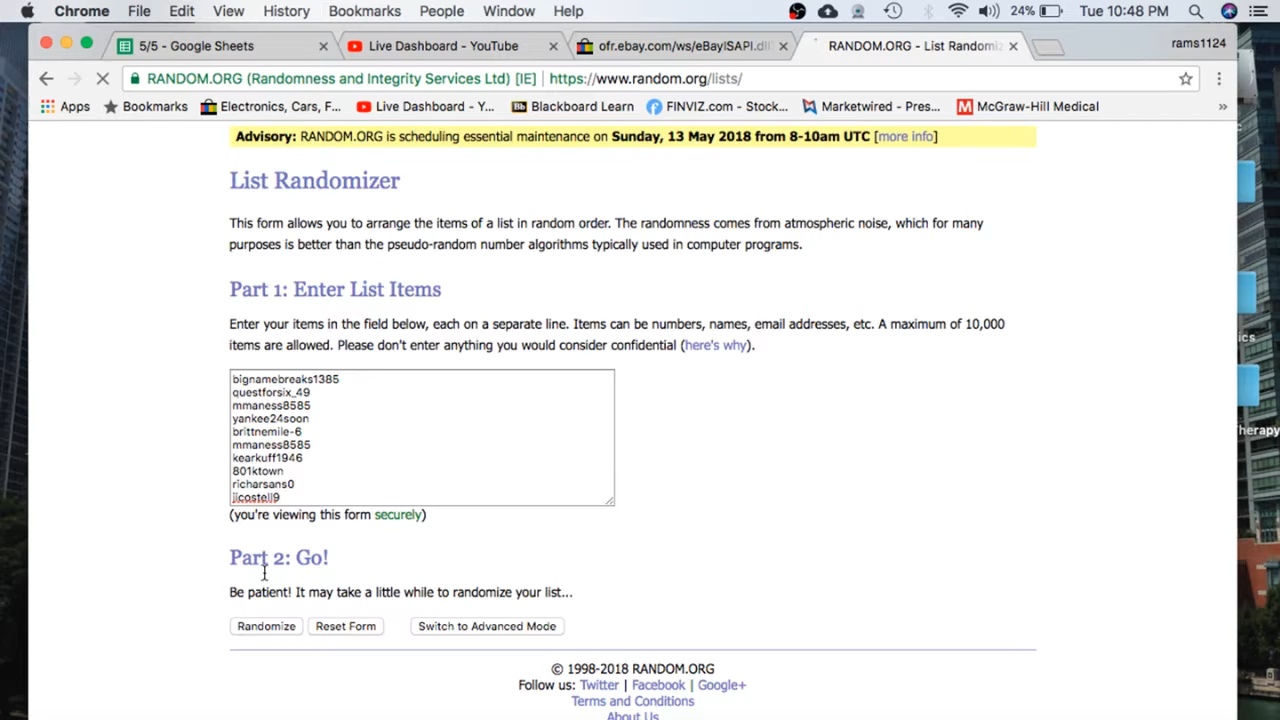 Chrome File Edit View History Bookmarks People Window Help 24% Tue 10:48 PM
5/5 - Google Sheets Live Dashboard - YouTube ofr.ebay.com/ws/eBayISAPI.dl RANDOM.ORG - List Randomiz rams1124
RANDOM.ORG (Randomness and Integrity Services Ltd) [IE] https://www.random.org/lists/
Apps Bookmarks Electronics, Cars, F... Live Dashboard - Y... Blackboard Learn FINVIZ.com - Stock... Marketwired - Pres... McGraw-Hill Medical »
Advisory: RANDOM.ORG is scheduling essential maintenance on Sunday, 13 May 2018 from 8-10am UTC [more info]
List Randomizer
This form allows you to arrange the items of a list in random order. The randomness comes from atmospheric noise, which for many
purposes is better than the pseudo-random number algorithms typically used in computer programs.
Part 1: Enter List Items
Enter your items in the field below, each on a separate line. Items can be numbers, names, email addresses, etc. A maximum of 10,000
items are allowed. Please don't enter anything you would consider confidential (here's why).
bignamebreaks1385
questforsix_49
mmaness8585
yankee24soon
brittnemile-6
mmaness8585
kearkuff1946
801ktown
richarsans0
jjcostell9
(you're viewing this form securely)
Part 2: Go!
Be patient! It may take a little while to randomize your list...
Randomize Reset Form Switch to Advanced Mode
© 1998-2018 RANDOM.ORG
Follow us: Twitter | Facebook | Google+
Terms and Conditions
About Us
ics
Therapy